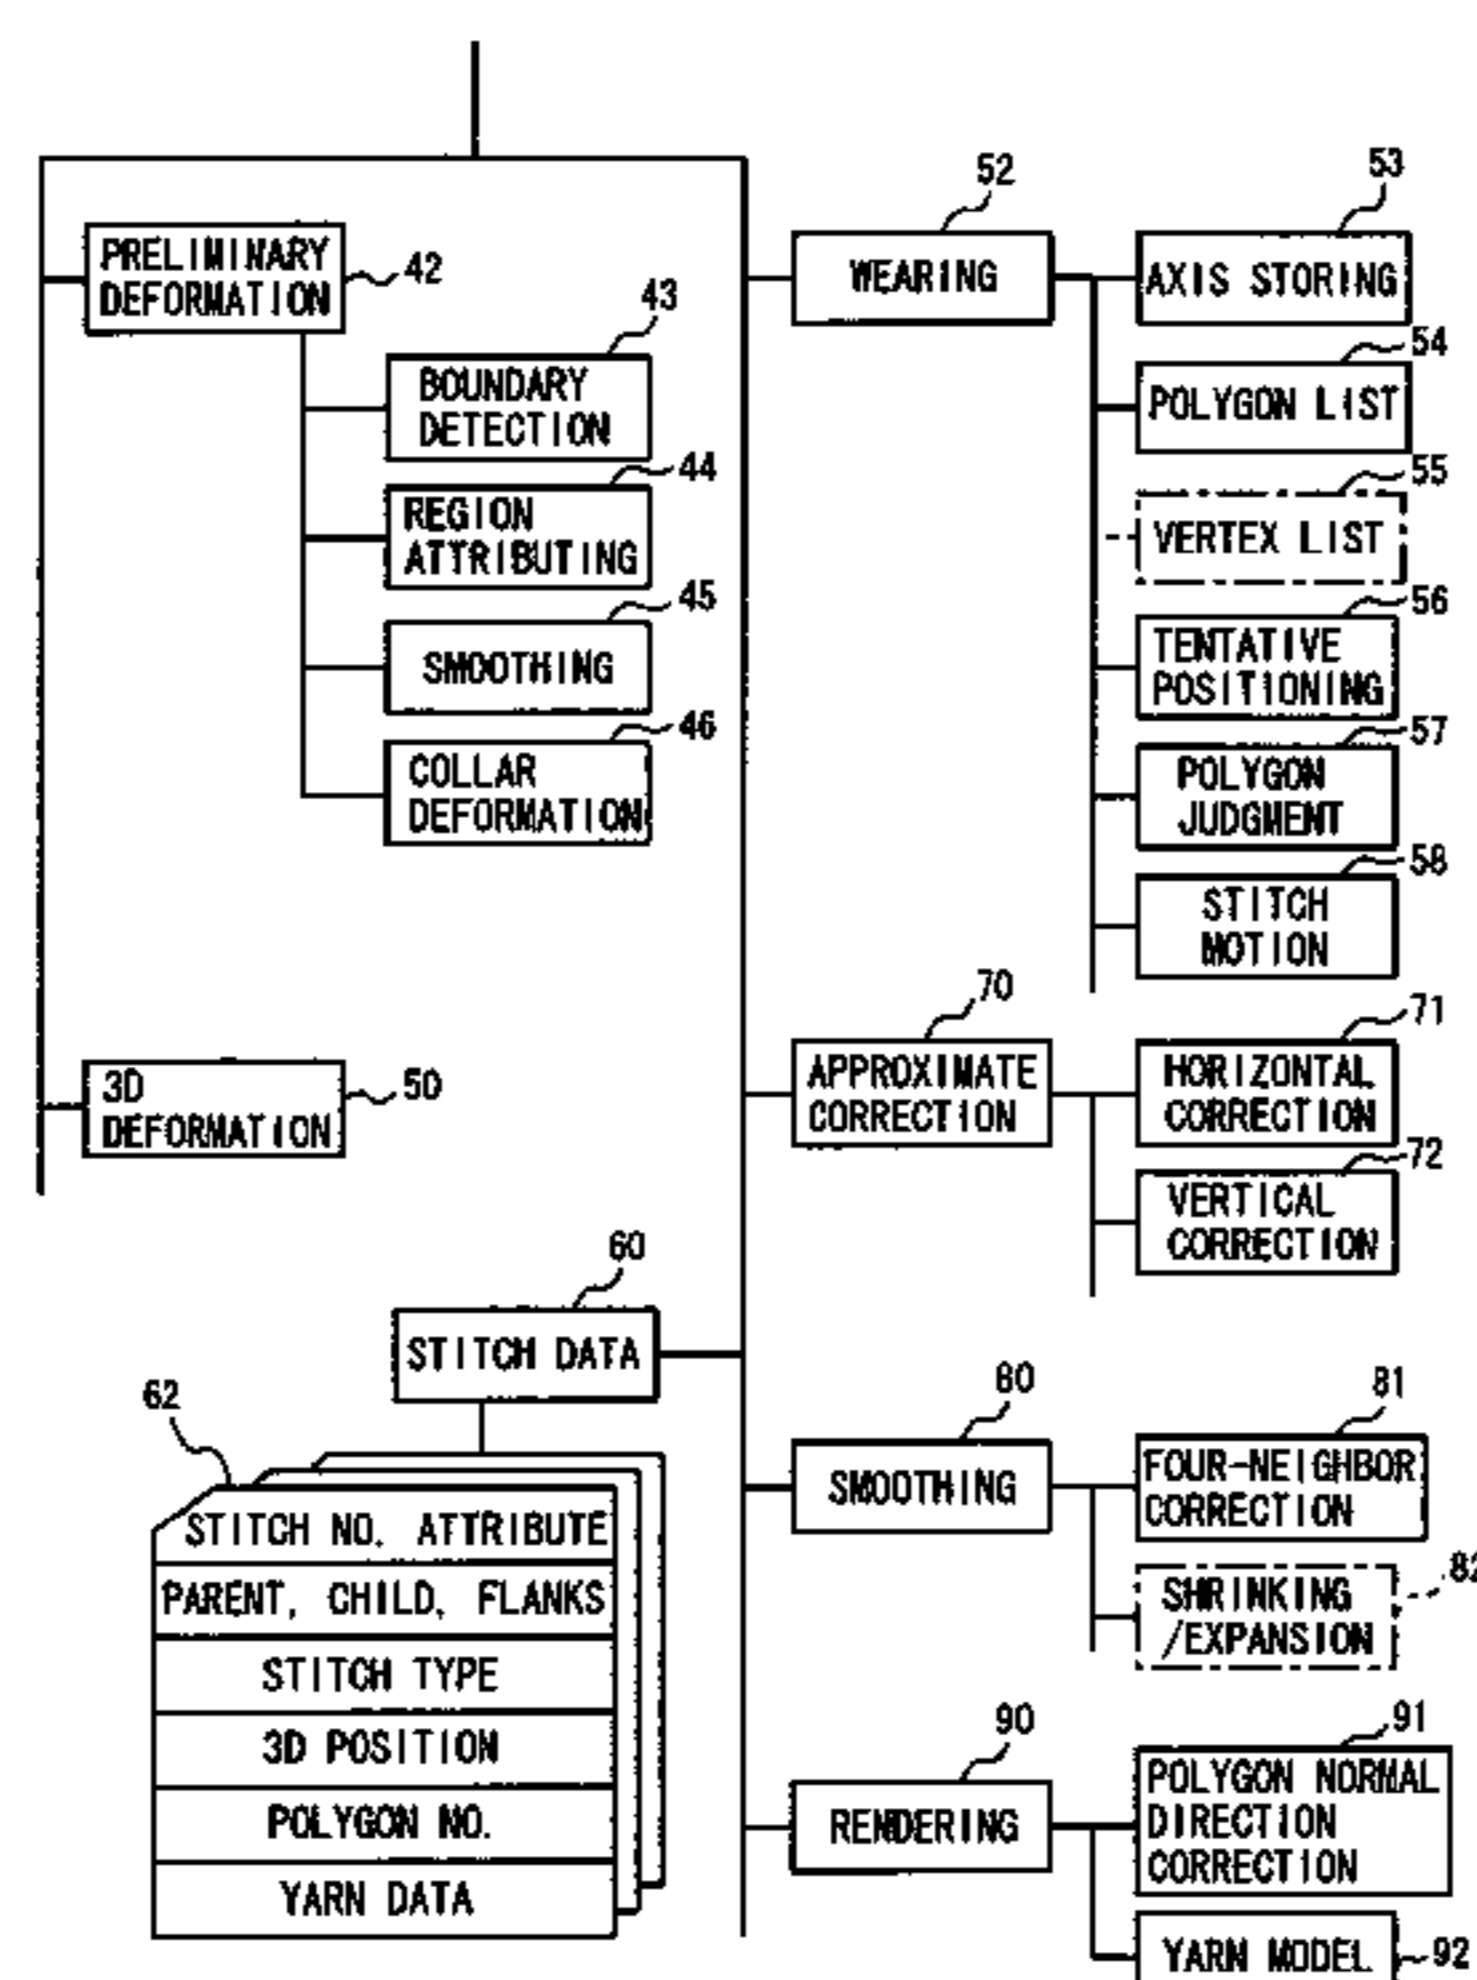 PRELIMINARY
DEFORMATION
42
43
BOUNDARY
DETECTION
44
REGION
ATTRIBUTING
45
SMOOTHING
46
COLLAR
DEFORMATION
3D
DEFORMATION
50
52
WEARING
53
AXIS STORING
54
POLYGON LIST
55
VERTEX LIST
56
TENTATIVE
POSITIONING
57
POLYGON
JUDGMENT
58
STITCH
MOTION
70
APPROXIMATE
CORRECTION
71
HORIZONTAL
CORRECTION
72
VERTICAL
CORRECTION
60
STITCH DATA
62
STITCH NO. ATTRIBUTE
PARENT, CHILD, FLANKS
STITCH TYPE
3D POSITION
POLYGON NO.
YARN DATA
80
SMOOTHING
81
FOUR-NEIGHBOR
CORRECTION
82
SHRINKING
/EXPANSION
90
RENDERING
91
POLYGON NORMAL
DIRECTION
CORRECTION
YARN MODEL
92